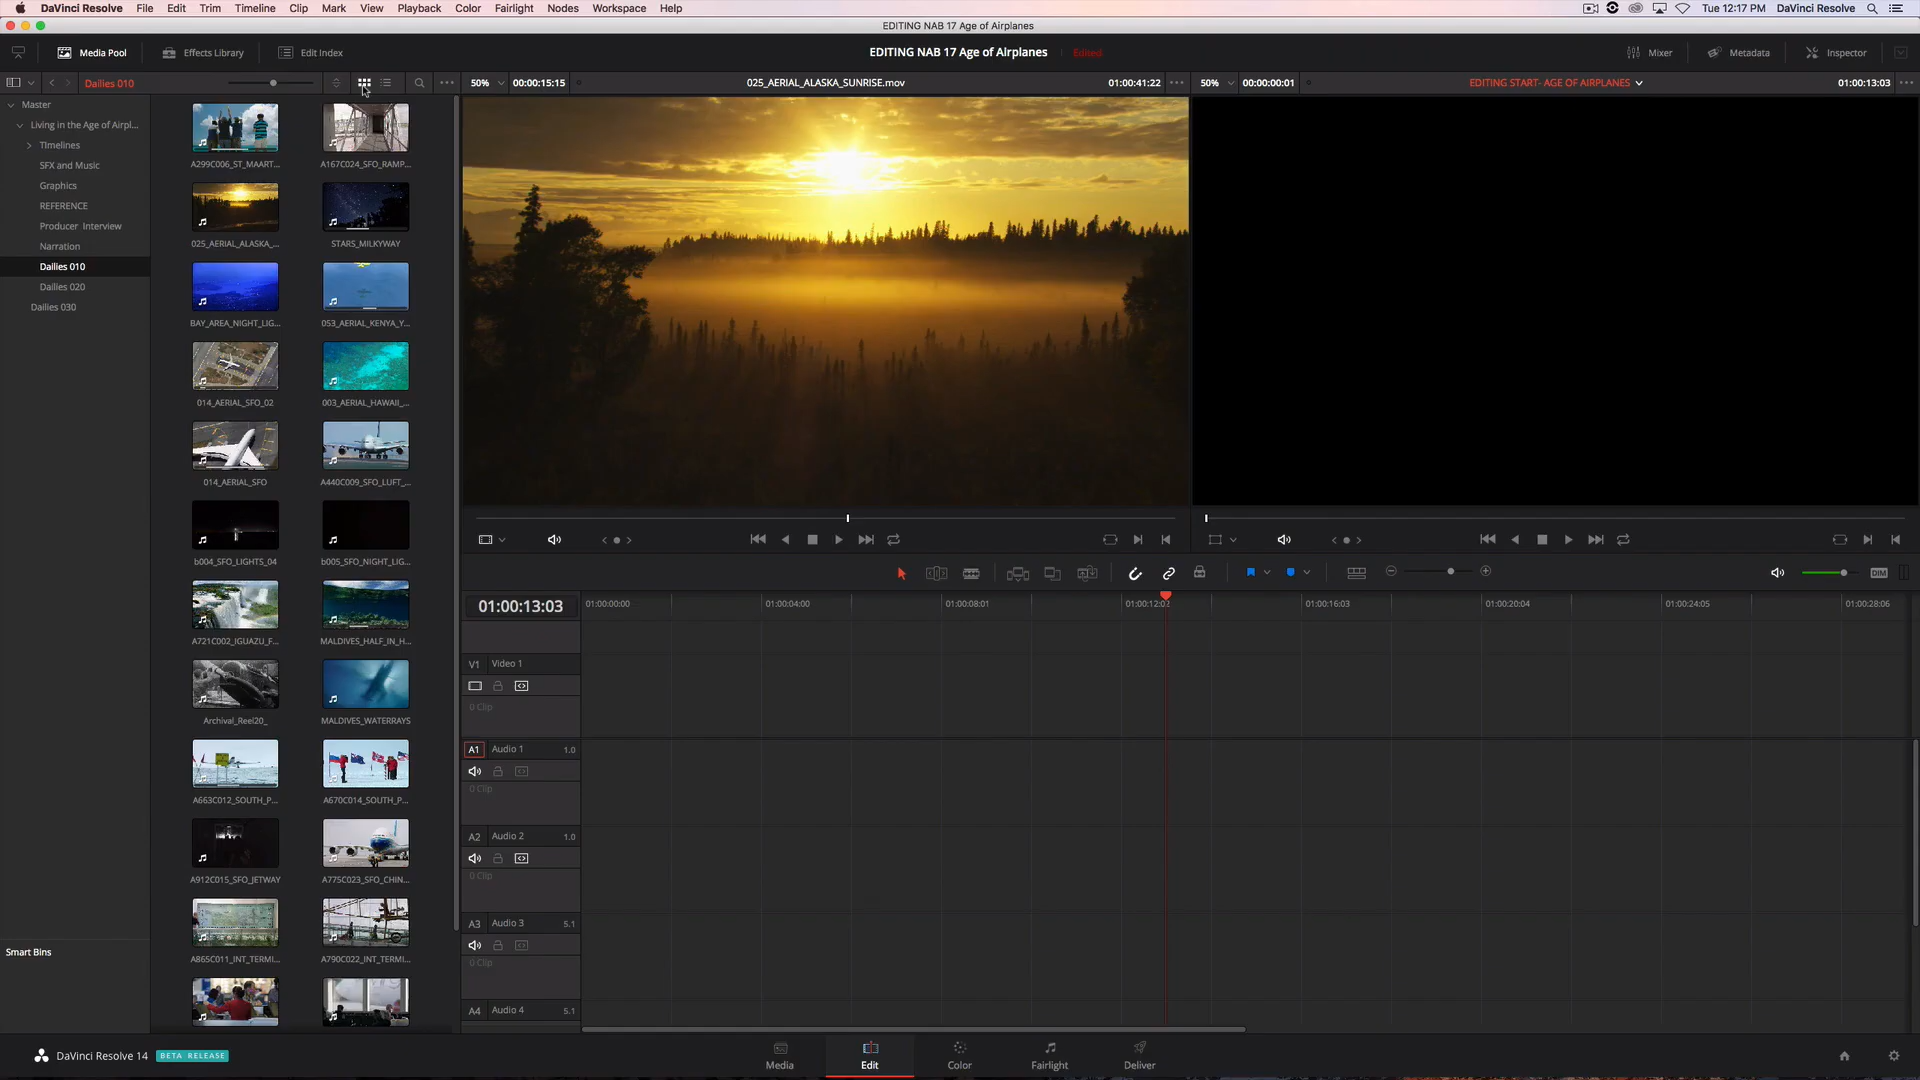 DaVinci Resolve File Edit Trim Timeline Clip Mark View Playback Color Fairlight Nodes Workspace Help Tue 12:17 PM DaVinci Resolve
EDITING NAB 17 Age of Airplanes
Media Pool Effects Library Edit Index EDITING NAB 17 Age of Airplanes Edited Mixer Metadata Inspector
Dailies 010 50% 00:00:15:15 025_AERIAL_ALASKA_SUNRISE.mov 01:00:41:22 50% 00:00:00:01 EDITING START- AGE OF AIRPLANES 01:00:13:03
Master
Living in the Age of Airpl...
Timelines
SFX and Music
Graphics
REFERENCE
Producer Interview
Narration
Dailies 010
Dailies 020
Dailies 030
Smart Bins
A299C006_ST_MAART... A167C024_SFO_RAMP...
025_AERIAL_ALASKA_... STARS_MILKYWAY
BAY_AREA_NIGHT_LIG... 053_AERIAL_KENYA_Y...
014_AERIAL_SFO_02 003_AERIAL_HAWAII_...
014_AERIAL_SFO A440C009_SFO_LUFT_...
b004_SFO_LIGHTS_04 b005_SFO_NIGHT_LIG...
A721C002_IGUAZU_F... MALDIVES_HALF_IN_H...
Archival_Reel20_ MALDIVES_WATERRAYS
A663C012_SOUTH_P... A670C014_SOUTH_P...
A912C015_SFO_JETWAY A775C023_SFO_CHIN...
A865C011_INT_TERMI... A790C022_INT_TERMI...
DIM
01:00:13:03 01:00:00:00 01:00:04:00 01:00:08:01 01:00:12:02 01:00:16:03 01:00:20:04 01:00:24:05 01:00:28:06
V1 Video 1
0 Clip
A1 Audio 1 1.0
0 Clip
A2 Audio 2 1.0
0 Clip
A3 Audio 3 5.1
0 Clip
A4 Audio 4 5.1
DaVinci Resolve 14 BETA RELEASE
Media Edit Color Fairlight Deliver